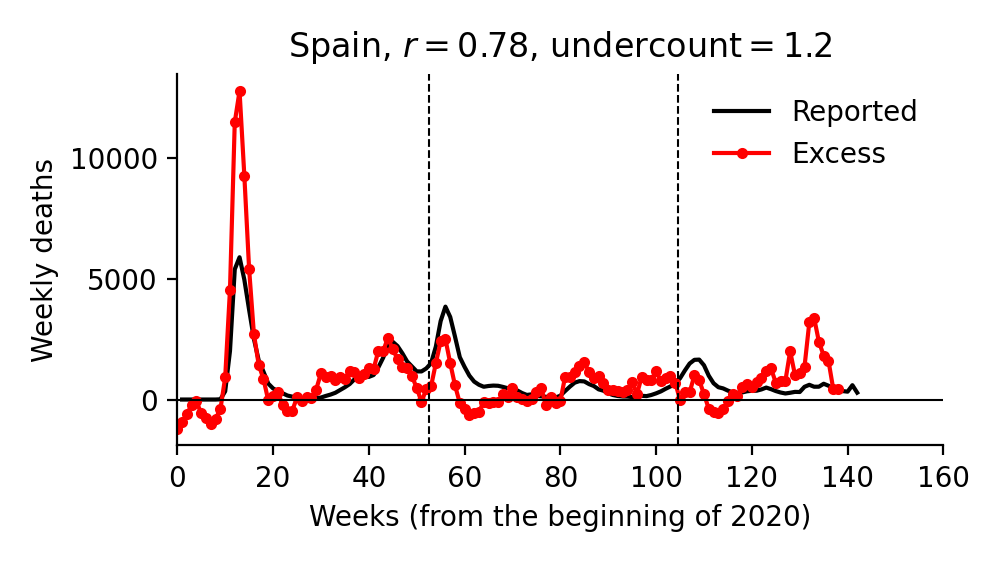 Spain, r = 0.78, undercount = 1.2
Reported
Excess
Weekly deaths
10000
5000
0
0 20 40 60 80 100 120 140 160
Weeks (from the beginning of 2020)